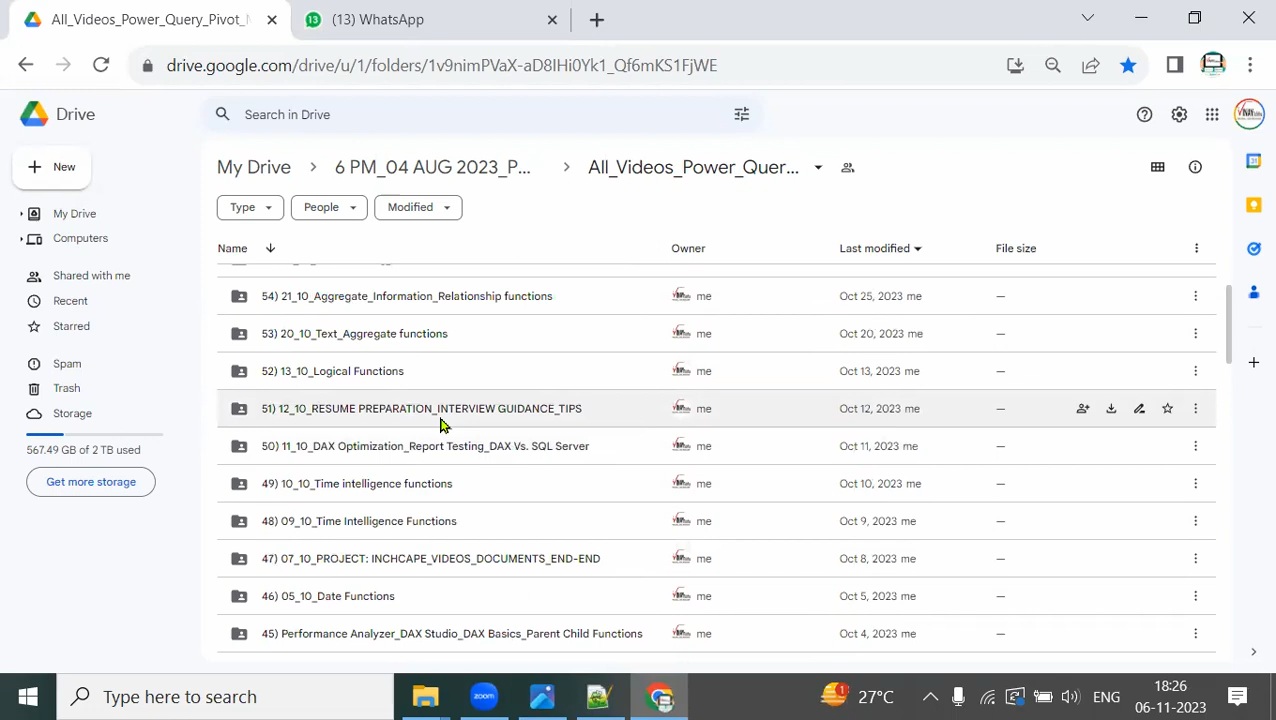 All_Videos_Power_Query_Pivot_
(13) WhatsApp
drive.google.com/drive/u/1/folders/1v9nimPVaX-aD8IHi0Yk1_Qf6mKS1FjWE
Drive
Search in Drive
New
My Drive
6 PM_04 AUG 2023_P...
All_Videos_Power_Quer...
Type
People
Modified
My Drive
Computers
Shared with me
Recent
Starred
Spam
Trash
Storage
567.49 GB of 2 TB used
Get more storage
Name Owner Last modified File size
54) 21_10_Aggregate_Information_Relationship functions me Oct 25, 2023 me —
53) 20_10_Text_Aggregate functions me Oct 20, 2023 me —
52) 13_10_Logical Functions me Oct 13, 2023 me —
51) 12_10_RESUME PREPARATION_INTERVIEW GUIDANCE_TIPS me Oct 12, 2023 me —
50) 11_10_DAX Optimization_Report Testing_DAX Vs. SQL Server me Oct 11, 2023 me —
49) 10_10_Time intelligence functions me Oct 10, 2023 me —
48) 09_10_Time Intelligence Functions me Oct 9, 2023 me —
47) 07_10_PROJECT: INCHCAPE_VIDEOS_DOCUMENTS_END-END me Oct 8, 2023 me —
46) 05_10_Date Functions me Oct 5, 2023 me —
45) Performance Analyzer_DAX Studio_DAX Basics_Parent Child Functions me Oct 4, 2023 me —
Type here to search
zoom
27°C
ENG
18:26
06-11-2023